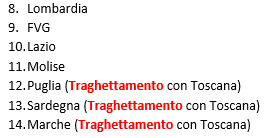 8. Lombardia
9. FVG
10. Lazio
11. Molise
12. Puglia (Traghettamento con Toscana)
13. Sardegna (Traghettamento con Toscana)
14. Marche (Traghettamento con Toscana)